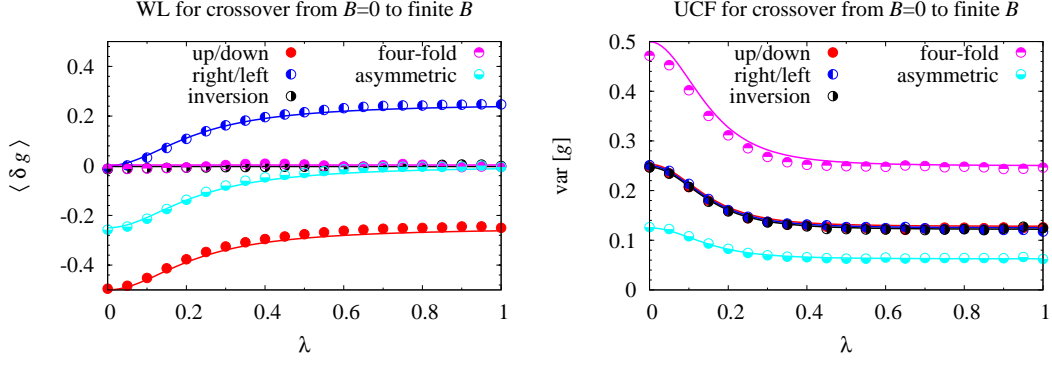 WL for crossover from B=0 to finite B
0.4
0.2
0
-0.2
-0.4
⟨ δ g ⟩
up/down
right/left
inversion
four-fold
asymmetric
0 0.2 0.4 0.6 0.8 1
λ
UCF for crossover from B=0 to finite B
0.5
0.4
0.3
0.2
0.1
0
var [g]
up/down
right/left
inversion
four-fold
asymmetric
0 0.2 0.4 0.6 0.8 1
λ